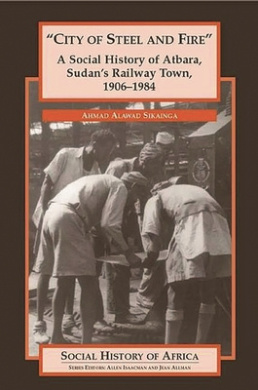 "CITY OF STEEL AND FIRE"
A Social History of Atbara,
Sudan's Railway Town,
1906–1984
AHMAD ALAWAD SIKAINGA
SOCIAL HISTORY OF AFRICA
SERIES EDITORS: ALLEN ISAACMAN AND JEAN ALLMAN